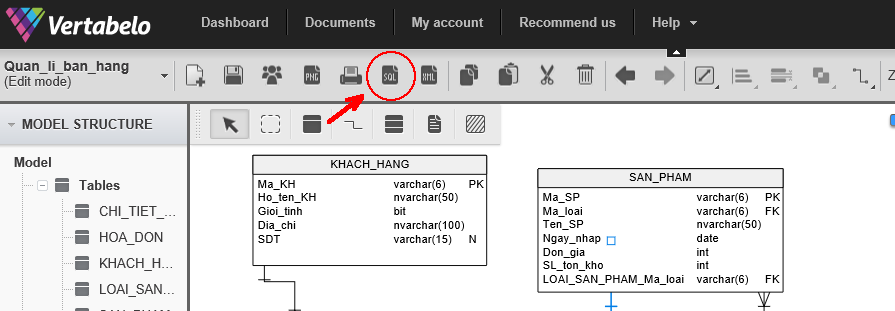 Vertabelo
Dashboard
Documents
My account
Recommend us
Help
Quan_li_ban_hang
(Edit mode)
PNG
SQL
XML
MODEL STRUCTURE
Model
Tables
CHI_TIET_...
HOA_DON
KHACH_H...
LOAI_SAN...
KHACH_HANG
Ma_KH varchar(6) PK
Ho_ten_KH nvarchar(50)
Gioi_tinh bit
Dia_chi nvarchar(100)
SDT varchar(15) N
SAN_PHAM
Ma_SP varchar(6) PK
Ma_loai varchar(6) FK
Ten_SP nvarchar(50)
Ngay_nhap date
Don_gia int
SL_ton_kho int
LOAI_SAN_PHAM_Ma_loai varchar(6) FK